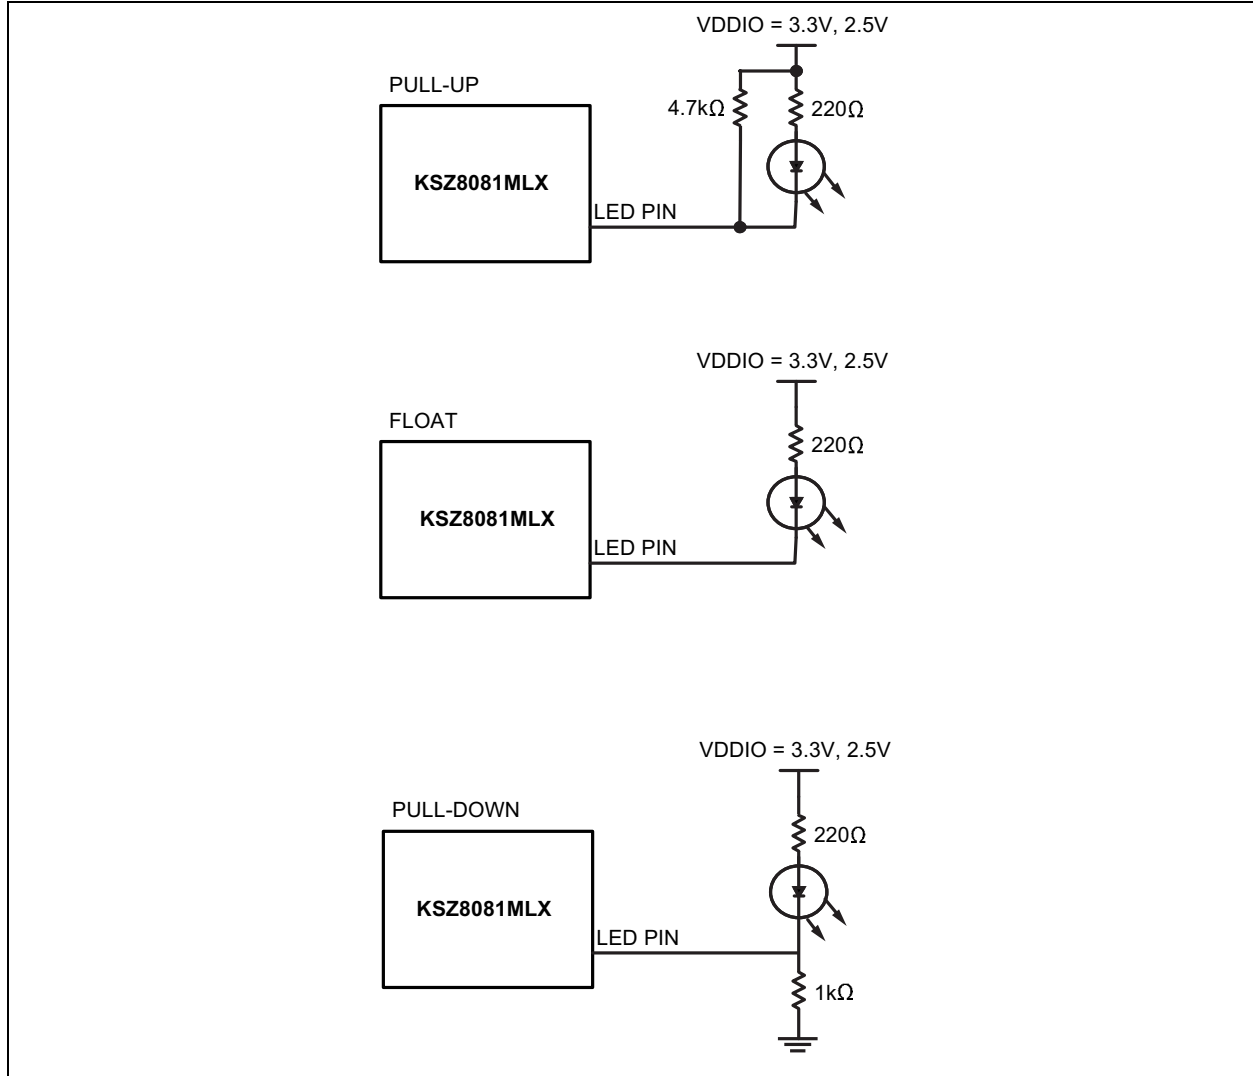 VDDIO = 3.3V, 2.5V
PULL-UP
4.7kΩ
220Ω
KSZ8081MLX
LED PIN
VDDIO = 3.3V, 2.5V
FLOAT
220Ω
KSZ8081MLX
LED PIN
VDDIO = 3.3V, 2.5V
PULL-DOWN
220Ω
KSZ8081MLX
LED PIN
1kΩ